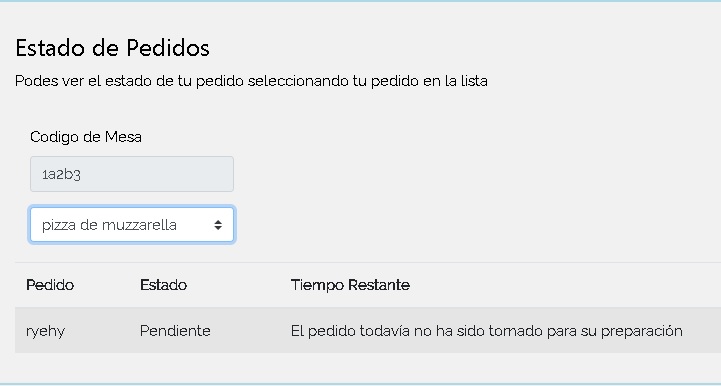 Estado de Pedidos
Podes ver el estado de tu pedido seleccionando tu pedido en la lista
Codigo de Mesa
1a2b3
pizza de muzzarella
Pedido Estado Tiempo Restante
ryehy Pendiente El pedido todavía no ha sido tomado para su preparación